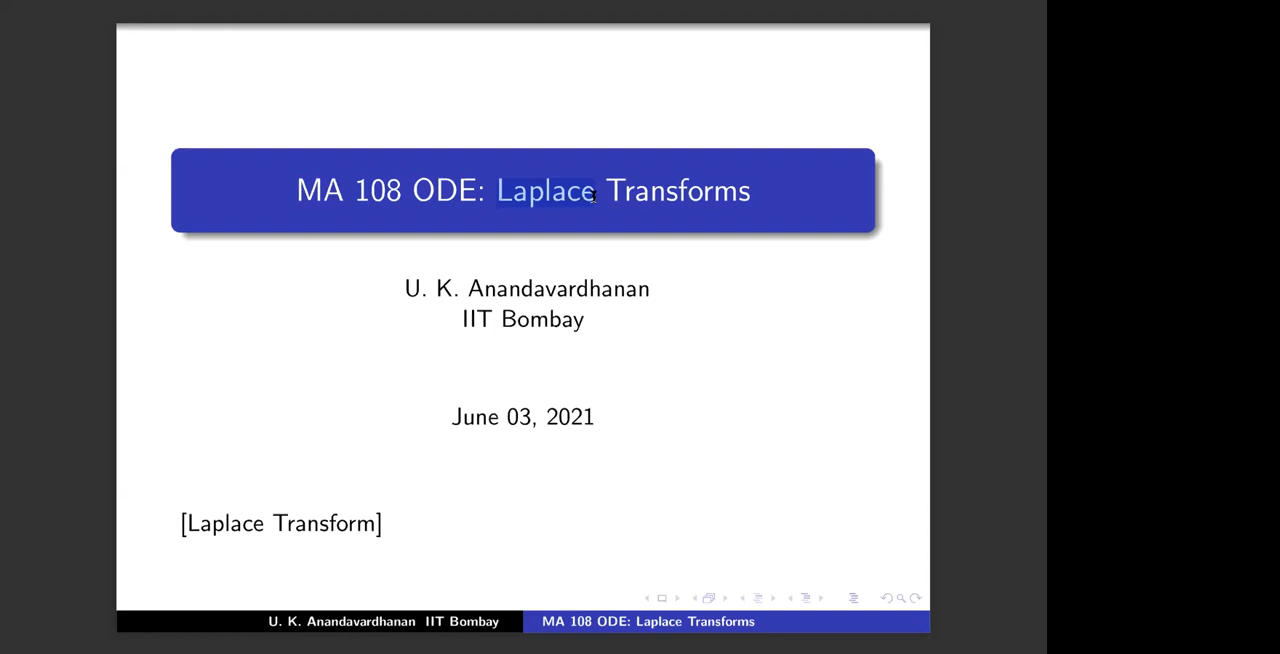 MA 108 ODE: Laplace Transforms
U. K. Anandavardhanan
IIT Bombay
June 03, 2021
[Laplace Transform]
U. K. Anandavardhanan IIT Bombay
MA 108 ODE: Laplace Transforms